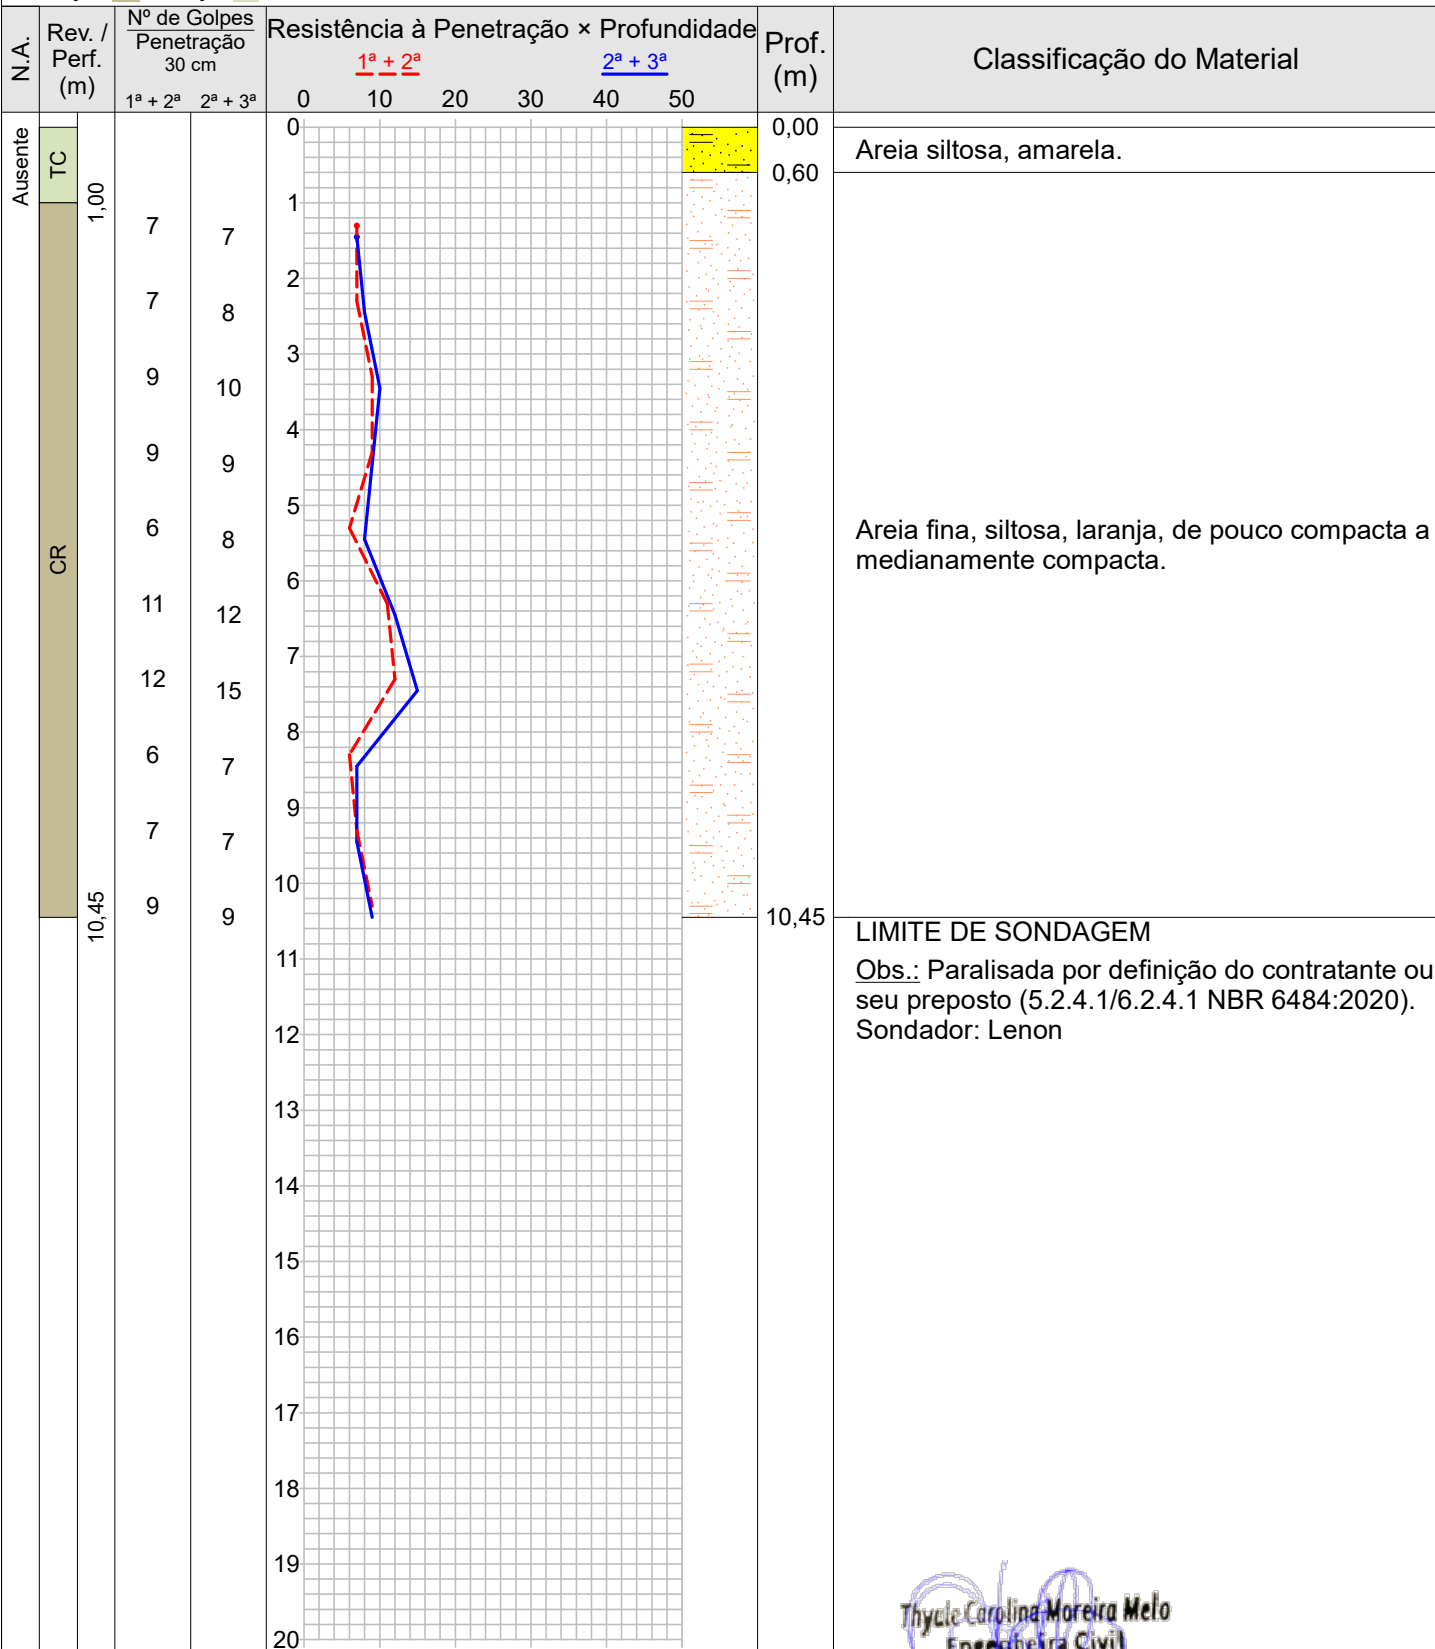 N.A.
Rev. /
Perf.
(m)
Nº de Golpes
Penetração
30 cm
1ª + 2ª 2ª + 3ª
Resistência à Penetração × Profundidade
1ª + 2ª 2ª + 3ª
0 10 20 30 40 50
Prof.
(m)
Classificação do Material
Ausente
TC
1,00
CR
10,45
7 7
7 8
9 10
9 9
6 8
11 12
12 15
6 7
7 7
9 9
0
1
2
3
4
5
6
7
8
9
10
11
12
13
14
15
16
17
18
19
20
0,00
0,60
10,45
Areia siltosa, amarela.
Areia fina, siltosa, laranja, de pouco compacta a
medianamente compacta.
LIMITE DE SONDAGEM
Obs.: Paralisada por definição do contratante ou
seu preposto (5.2.4.1/6.2.4.1 NBR 6484:2020).
Sondador: Lenon
Carolina Moreira Melo
Engenheira Civil